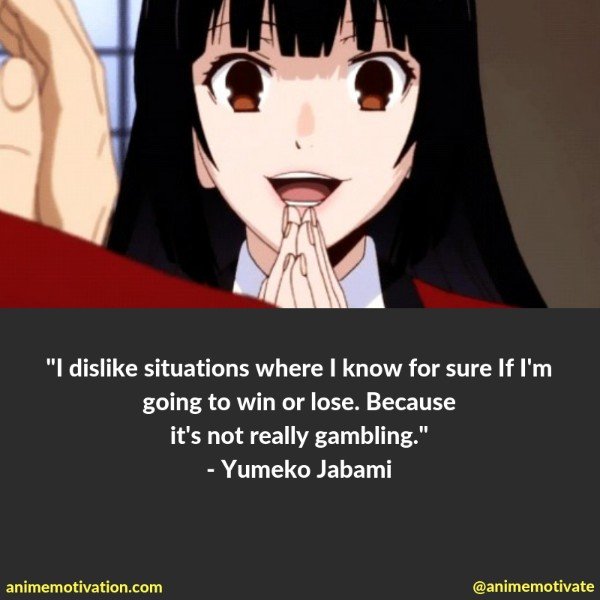 "I dislike situations where I know for sure If I'm
going to win or lose. Because
it's not really gambling."
- Yumeko Jabami
animemotivation.com
@animemotivate